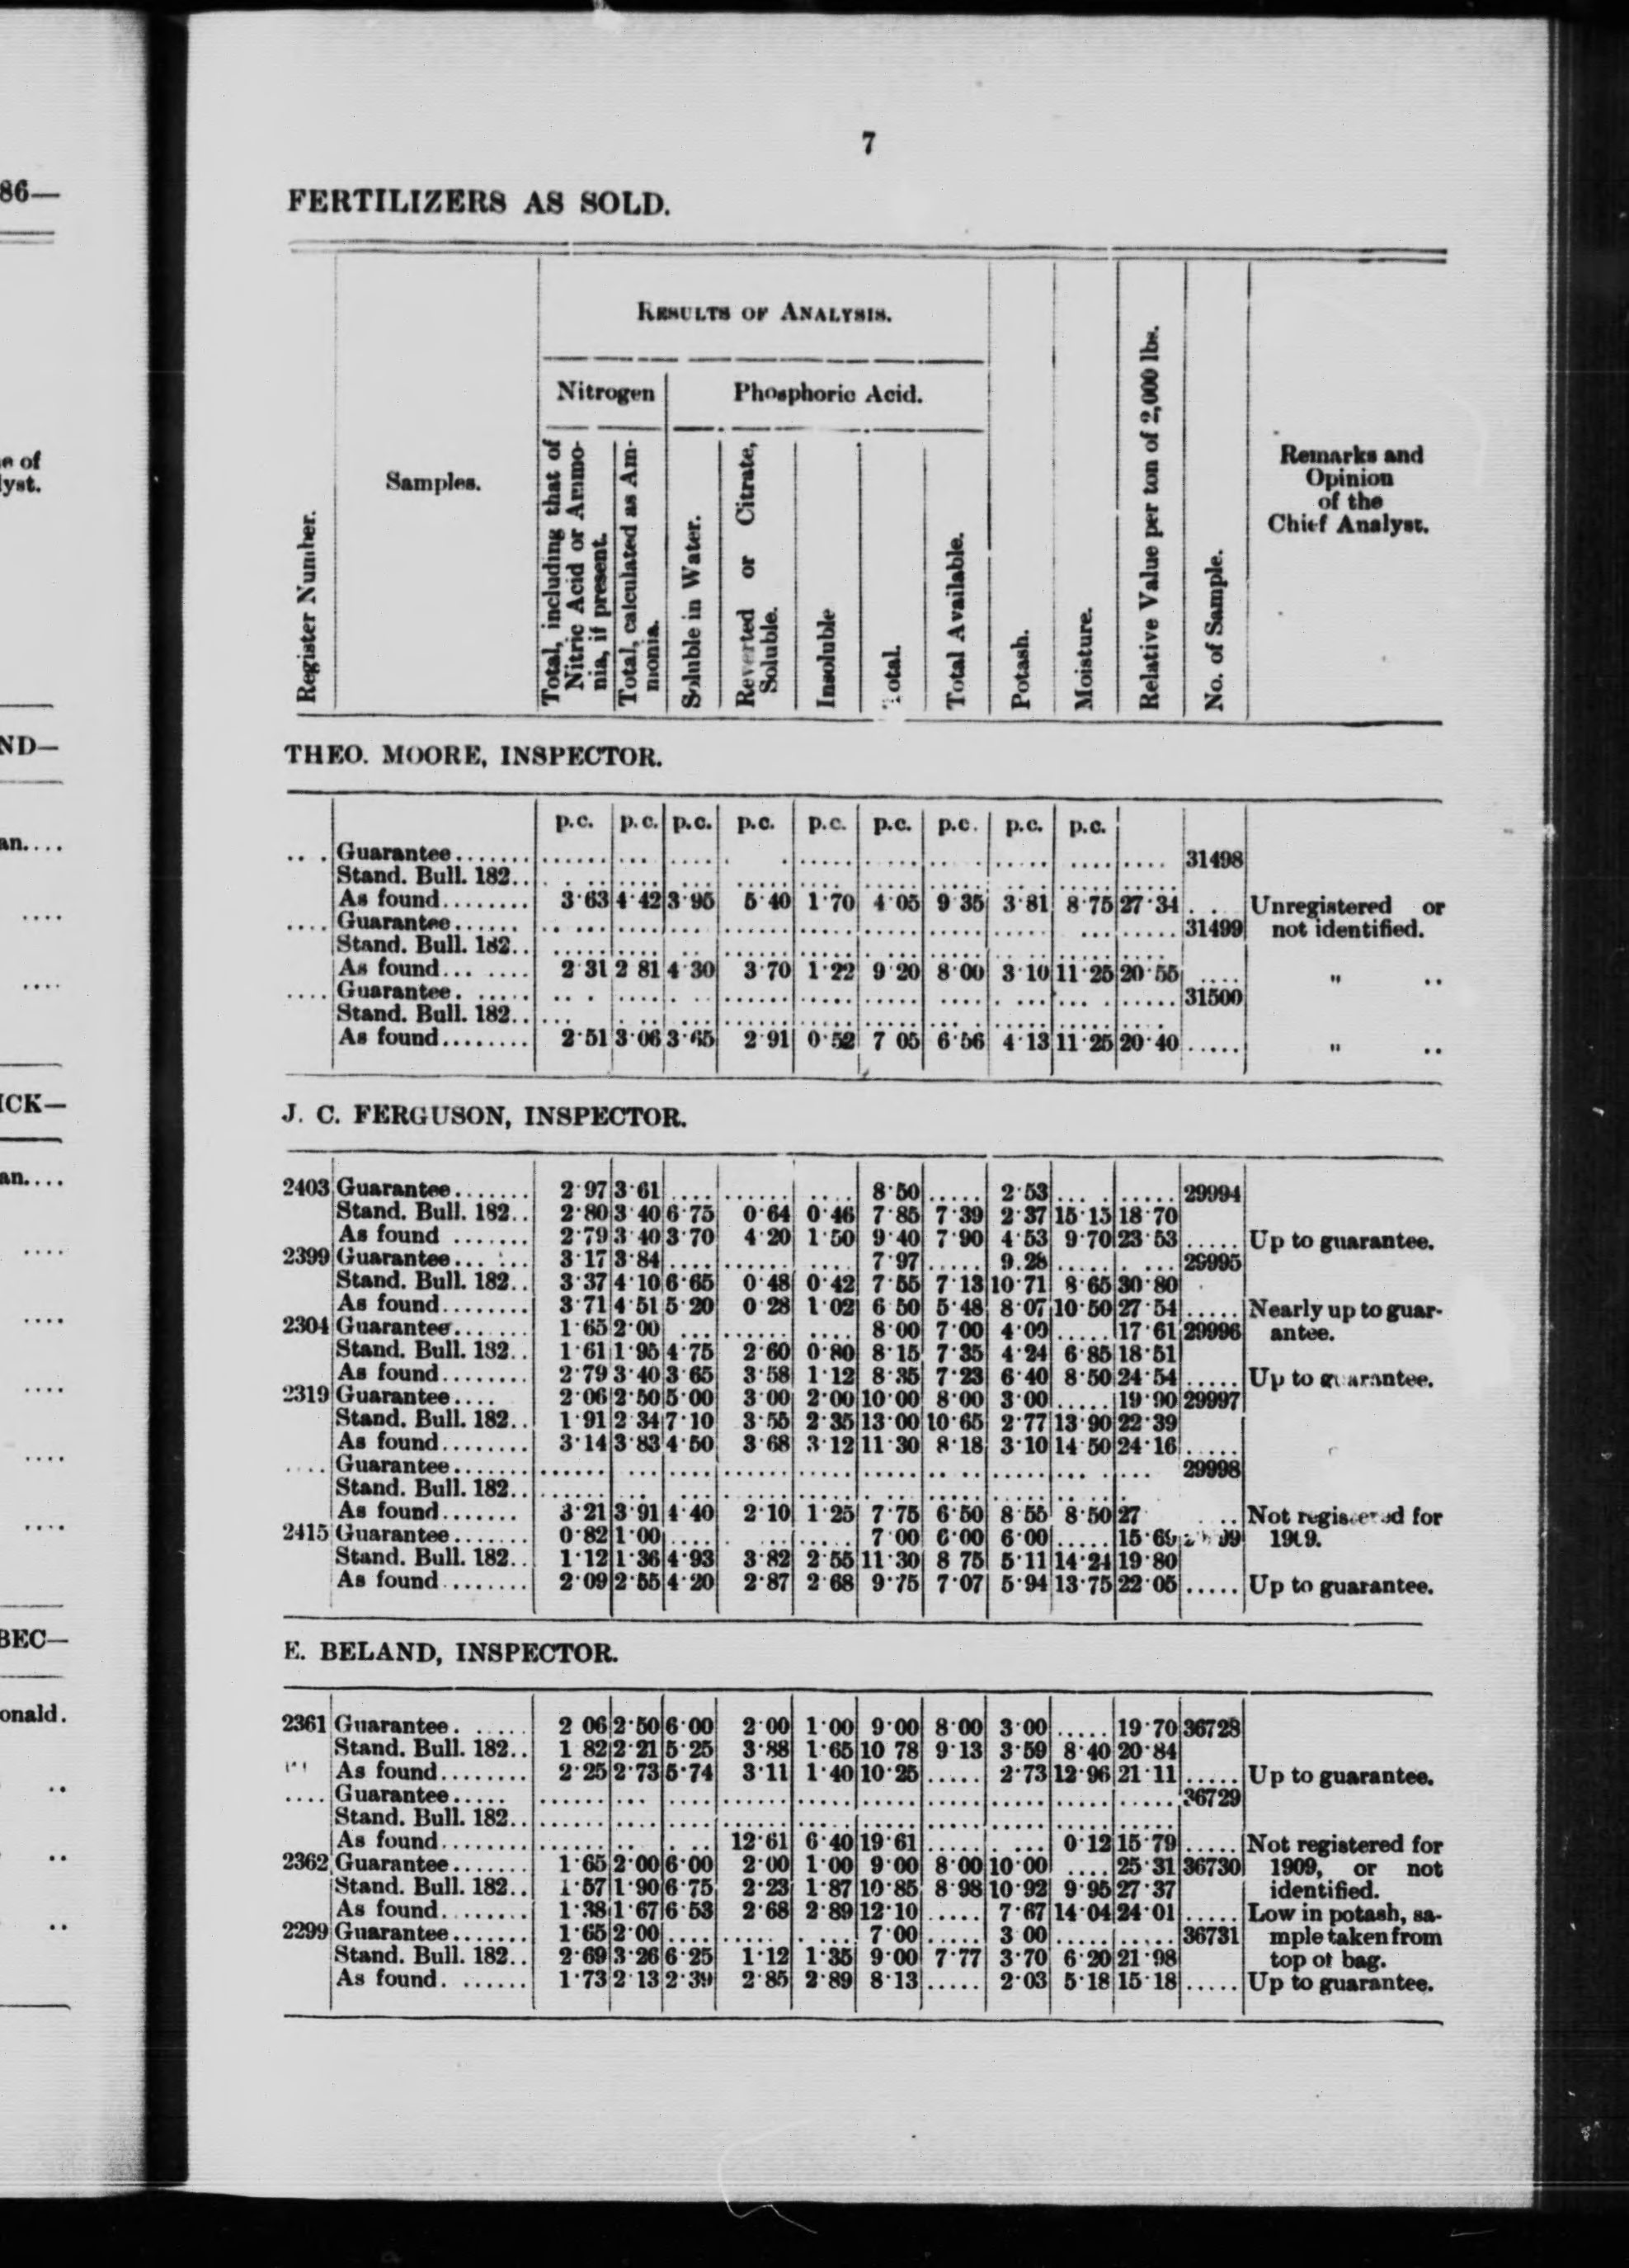 86—
e of
lyst.
ND—
an....
....
....
ICK—
an....
....
....
....
....
....
BEC—
onald.
..
..
..
7
FERTILIZERS AS SOLD.
RESULTS OF ANALYSIS.
Nitrogen
Phosphoric Acid.
Register Number.
Samples.
Total, including that of
Nitric Acid or Ammo-
nia, if present.
Total, calculated as Am-
monia.
Soluble in Water.
Reverted or Citrate,
Soluble.
Insoluble
Total.
Total Available.
Potash.
Moisture.
Relative Value per ton of 2,000 lbs.
No. of Sample.
Remarks and
Opinion
of the
Chief Analyst.
THEO. MOORE, INSPECTOR.
p.c. p.c. p.c. p.c. p.c. p.c. p.c. p.c. p.c.
.... Guarantee....... 31498
Stand. Bull. 182..
As found........ 3·63 4·42 3·95 5·40 1·70 4·05 9·35 3·81 8·75 27·34 ... Unregistered or
.... Guarantee...... 31499 not identified.
Stand. Bull. 182..
As found... .... 2·31 2 81 4·30 3·70 1·22 9·20 8·00 3·10 11·25 20·55 .... " ..
.... Guarantee. ..... 31500
Stand. Bull. 182..
As found........ 2·51 3·06 3·65 2·91 0·52 7 05 6·56 4·13 11·25 20·40 ..... " ..
J. C. FERGUSON, INSPECTOR.
2403 Guarantee....... 2·97 3·61 .... ...... .... 8·50 ..... 2·53 .... ..... 29994
Stand. Bull. 182.. 2·80 3·40 6·75 0·64 0·46 7·85 7·39 2·37 15·15 18·70
As found ....... 2·79 3·40 3·70 4·20 1·50 9·40 7·90 4·53 9·70 23·53 ..... Up to guarantee.
2399 Guarantee....... 3·17 3·84 .... ...... .... 7·97 ..... 9.28 ..... ... 29995
Stand. Bull. 182.. 3·37 4·10 6·65 0·48 0·42 7·55 7·13 10·71 8·65 30·80
As found........ 3·71 4·51 5·20 0·28 1·02 6 50 5·48 8·07 10·50 27·54 ..... Nearly up to guar-
2304 Guarantee....... 1·65 2·00 ... ...... .... 8·00 7·00 4·00 ..... 17·61 29996 antee.
Stand. Bull. 182.. 1·61 1·95 4·75 2·60 0·80 8·15 7·35 4·24 6·85 18·51
As found........ 2·79 3·40 3·65 3·58 1·12 8·35 7·23 6·40 8·50 24·54 ..... Up to guarantee.
2319 Guarantee.... 2·06 2·50 5·00 3·00 2·00 10·00 8·00 3·00 ..... 19·90 29997
Stand. Bull. 182.. 1·91 2·34 7·10 3·55 2·35 13·00 10·65 2·77 13·90 22·39
As found........ 3·14 3·83 4·50 3·68 3·12 11·30 8·18 3·10 14·50 24·16 .....
.... Guarantee....... 29998
Stand. Bull. 182..
As found....... 3·21 3·91 4·40 2·10 1·25 7·75 6·50 8·55 8·50 27 .. Not registered for
2415 Guarantee....... 0·82 1·00 .... ...... 7·00 6·00 6·00 ..... 15·69 1909.
Stand. Bull. 182.. 1·12 1·36 4·93 3·82 2·55 11·30 8 75 5·11 14·24 19·80
As found........ 2·09 2·55 4·20 2·87 2·68 9·75 7·07 5·94 13·75 22·05 ..... Up to guarantee.
E. BELAND, INSPECTOR.
2361 Guarantee. ..... 2 06 2·50 6·00 2·00 1·00 9·00 8·00 3·00 ..... 19·70 36728
Stand. Bull. 182.. 1 82 2·21 5·25 3·88 1·65 10 78 9·13 3·59 8·40 20·84
As found........ 2·25 2·73 5·74 3·11 1·40 10·25 ..... 2·73 12·96 21·11 ..... Up to guarantee.
.... Guarantee..... 36729
Stand. Bull. 182..
As found........ 12·61 6·40 19·61 ..... ... 0·12 15·79 ..... Not registered for
2362 Guarantee....... 1·65 2·00 6·00 2·00 1·00 9·00 8·00 10·00 .... 25·31 36730 1909, or not
Stand. Bull. 182.. 1·57 1·90 6·75 2·23 1·87 10·85 8·98 10·92 9·95 27·37 identified.
As found........ 1·38 1·67 6·53 2·68 2·89 12·10 ..... 7·67 14·04 24·01 ..... Low in potash, sa-
2299 Guarantee....... 1·65 2·00 .... ..... ... 7·00 ..... 3 00 ..... ..... 36731 mple taken from
Stand. Bull. 182.. 2·69 3·26 6·25 1·12 1·35 9·00 7·77 3·70 6·20 21·98 top of bag.
As found. ...... 1·73 2·13 2·39 2·85 2·89 8·13 ..... 2·03 5·18 15·18 ..... Up to guarantee.